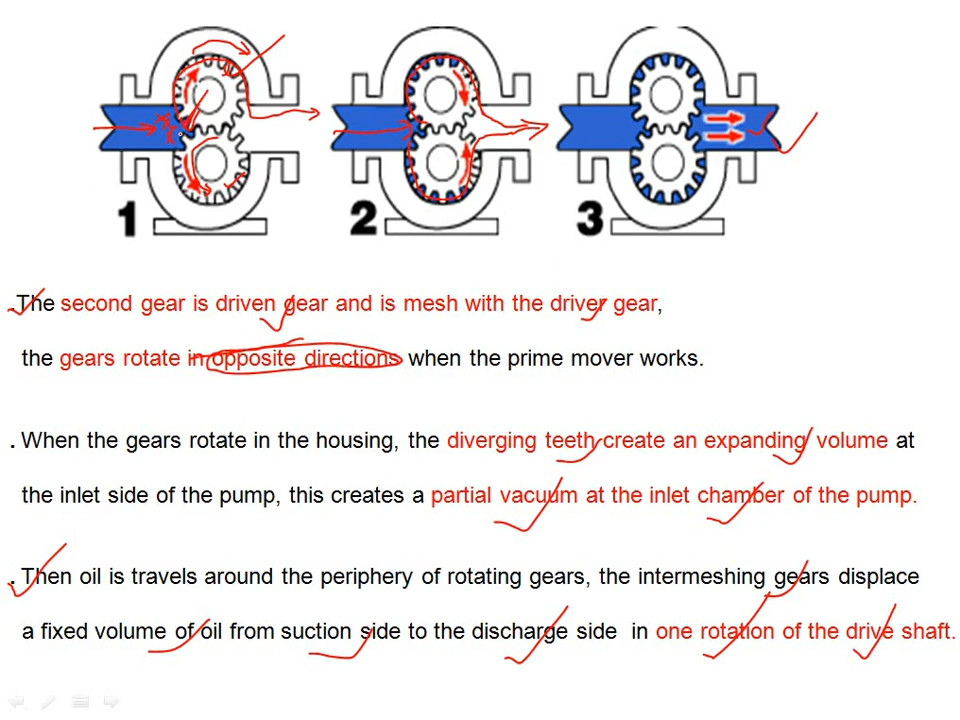 1 2 3
.The second gear is driven gear and is mesh with the driver gear,
the gears rotate in opposite directions when the prime mover works.
. When the gears rotate in the housing, the diverging teeth create an expanding volume at
the inlet side of the pump, this creates a partial vacuum at the inlet chamber of the pump.
. Then oil is travels around the periphery of rotating gears, the intermeshing gears displace
a fixed volume of oil from suction side to the discharge side in one rotation of the drive shaft.